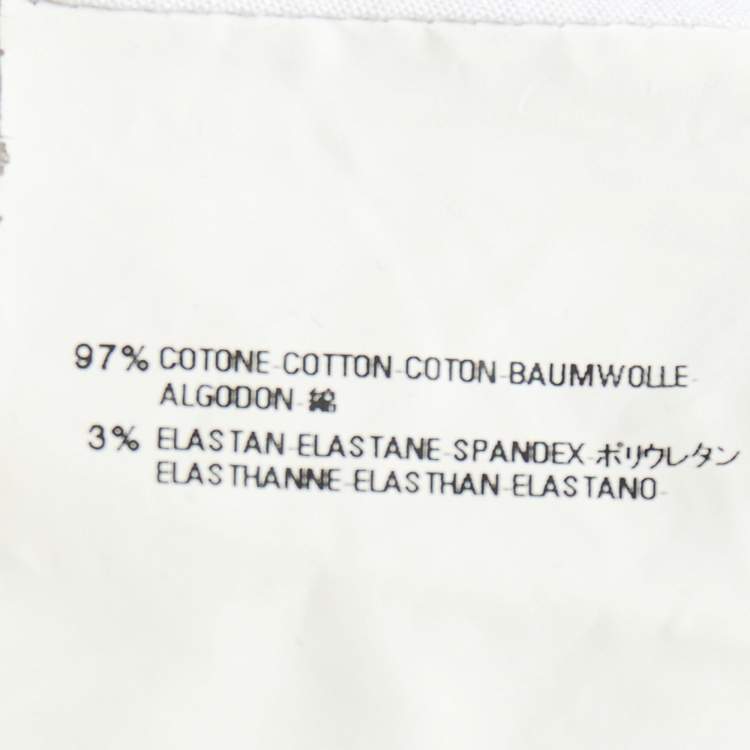 97% COTONE-COTTON-COTON-BAUMWOLLE-
ALGODON-綿
3% ELASTAN-ELASTANE-SPANDEX-ポリウレタン
ELASTHANNE-ELASTHAN-ELASTANO-